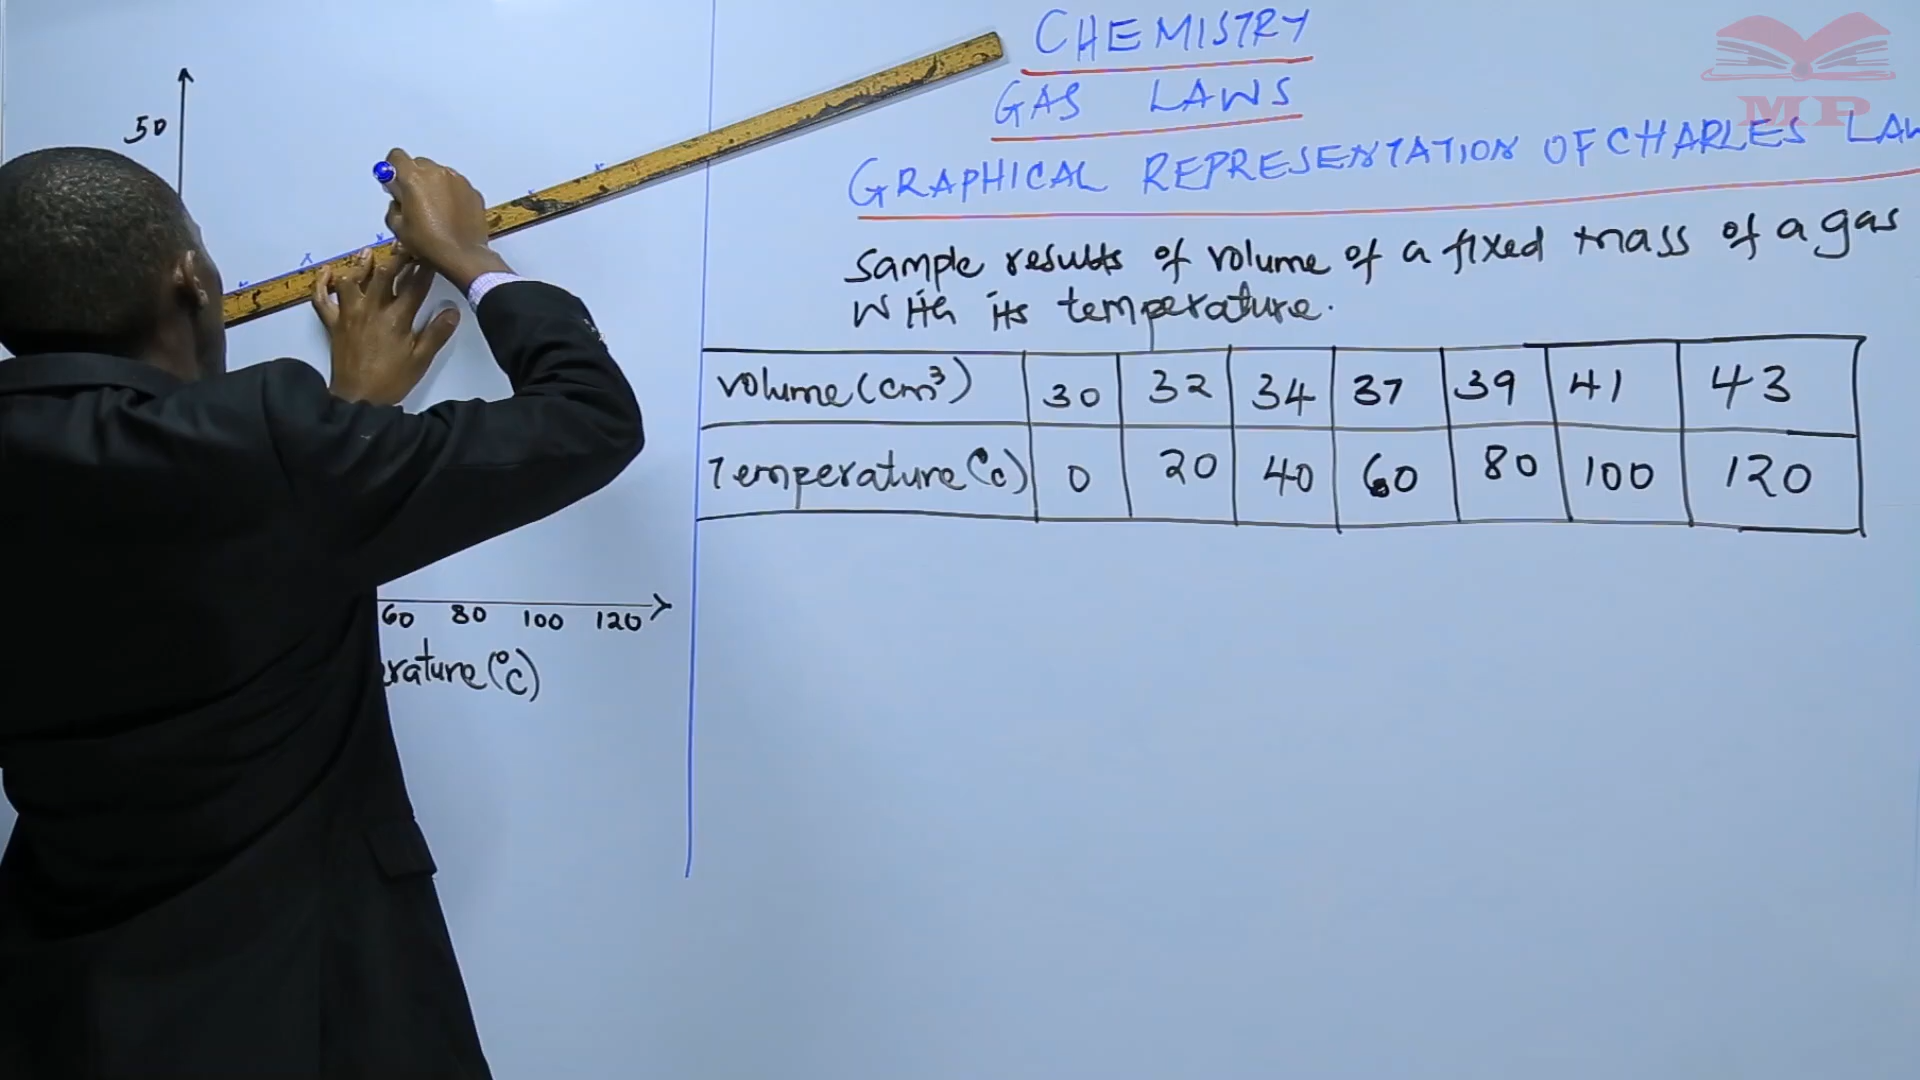 CHEMISTRY
GAS LAWS
GRAPHICAL REPRESENTATION OF CHARLES LAW
Sample results of volume of a fixed mass of a gas
With its temperature.
Volume (cm³) 30 32 34 37 39 41 43
Temperature (°C) 0 20 40 60 80 100 120
50
60 80 100 120
erature (°C)
MP